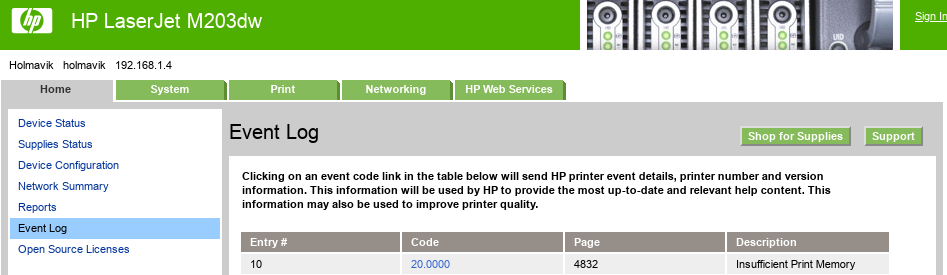 hp HP LaserJet M203dw
UID
Sign In
Holmavik holmavik 192.168.1.4
Home System Print Networking HP Web Services
Device Status
Supplies Status
Device Configuration
Network Summary
Reports
Event Log
Open Source Licenses
Event Log
Shop for Supplies Support
Clicking on an event code link in the table below will send HP printer event details, printer number and version
information. This information will be used by HP to provide the most up-to-date and relevant help content. This
information may also be used to improve printer quality.
Entry # Code Page Description
10 20.0000 4832 Insufficient Print Memory